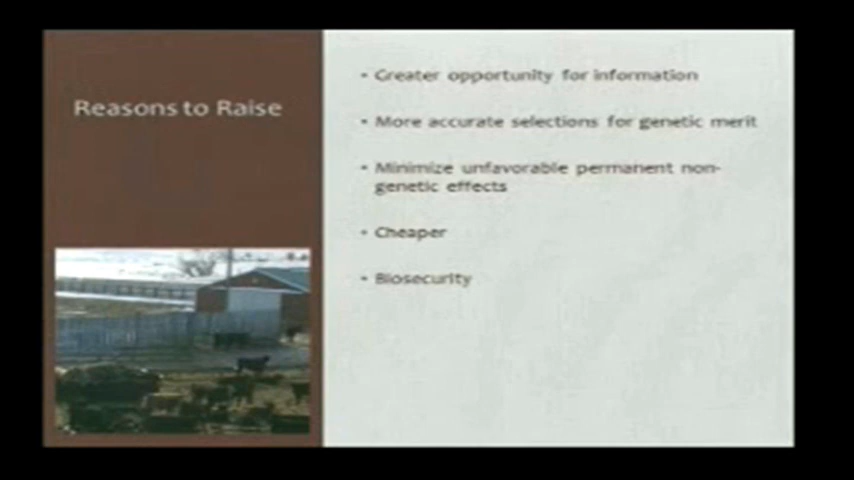 Reasons to Raise
• Greater opportunity for information
• More accurate selections for genetic merit
• Minimize unfavorable permanent non-
genetic effects
• Cheaper
• Biosecurity